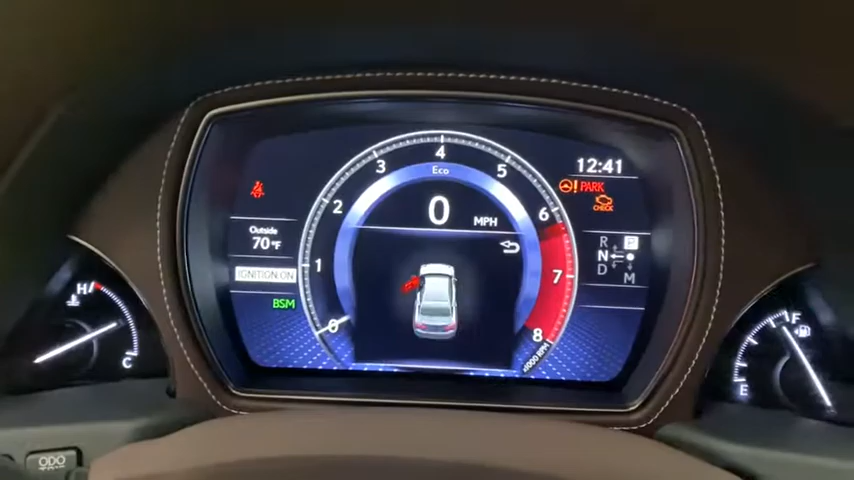 4
3
5
Eco
12:41
PARK
CHECK
2
0
MPH
6
Outside
70°F
R P
N
D M
IGNITION ON
1
7
BSM
H
C
0
8
x1000 r/min
F
E
ODO